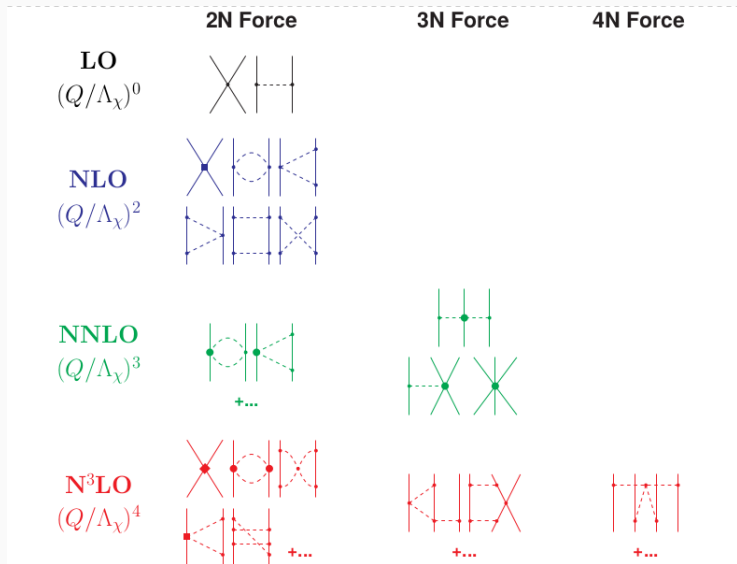 2N Force 3N Force 4N Force
LO
(Q/Λχ)⁰
NLO
(Q/Λχ)²
NNLO
(Q/Λχ)³
+...
N³LO
(Q/Λχ)⁴
+... +... +...